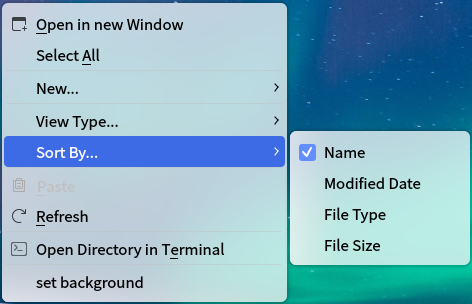 Open in new Window
Select All
New...
View Type...
Sort By...
Paste
Refresh
Open Directory in Terminal
set background
Name
Modified Date
File Type
File Size